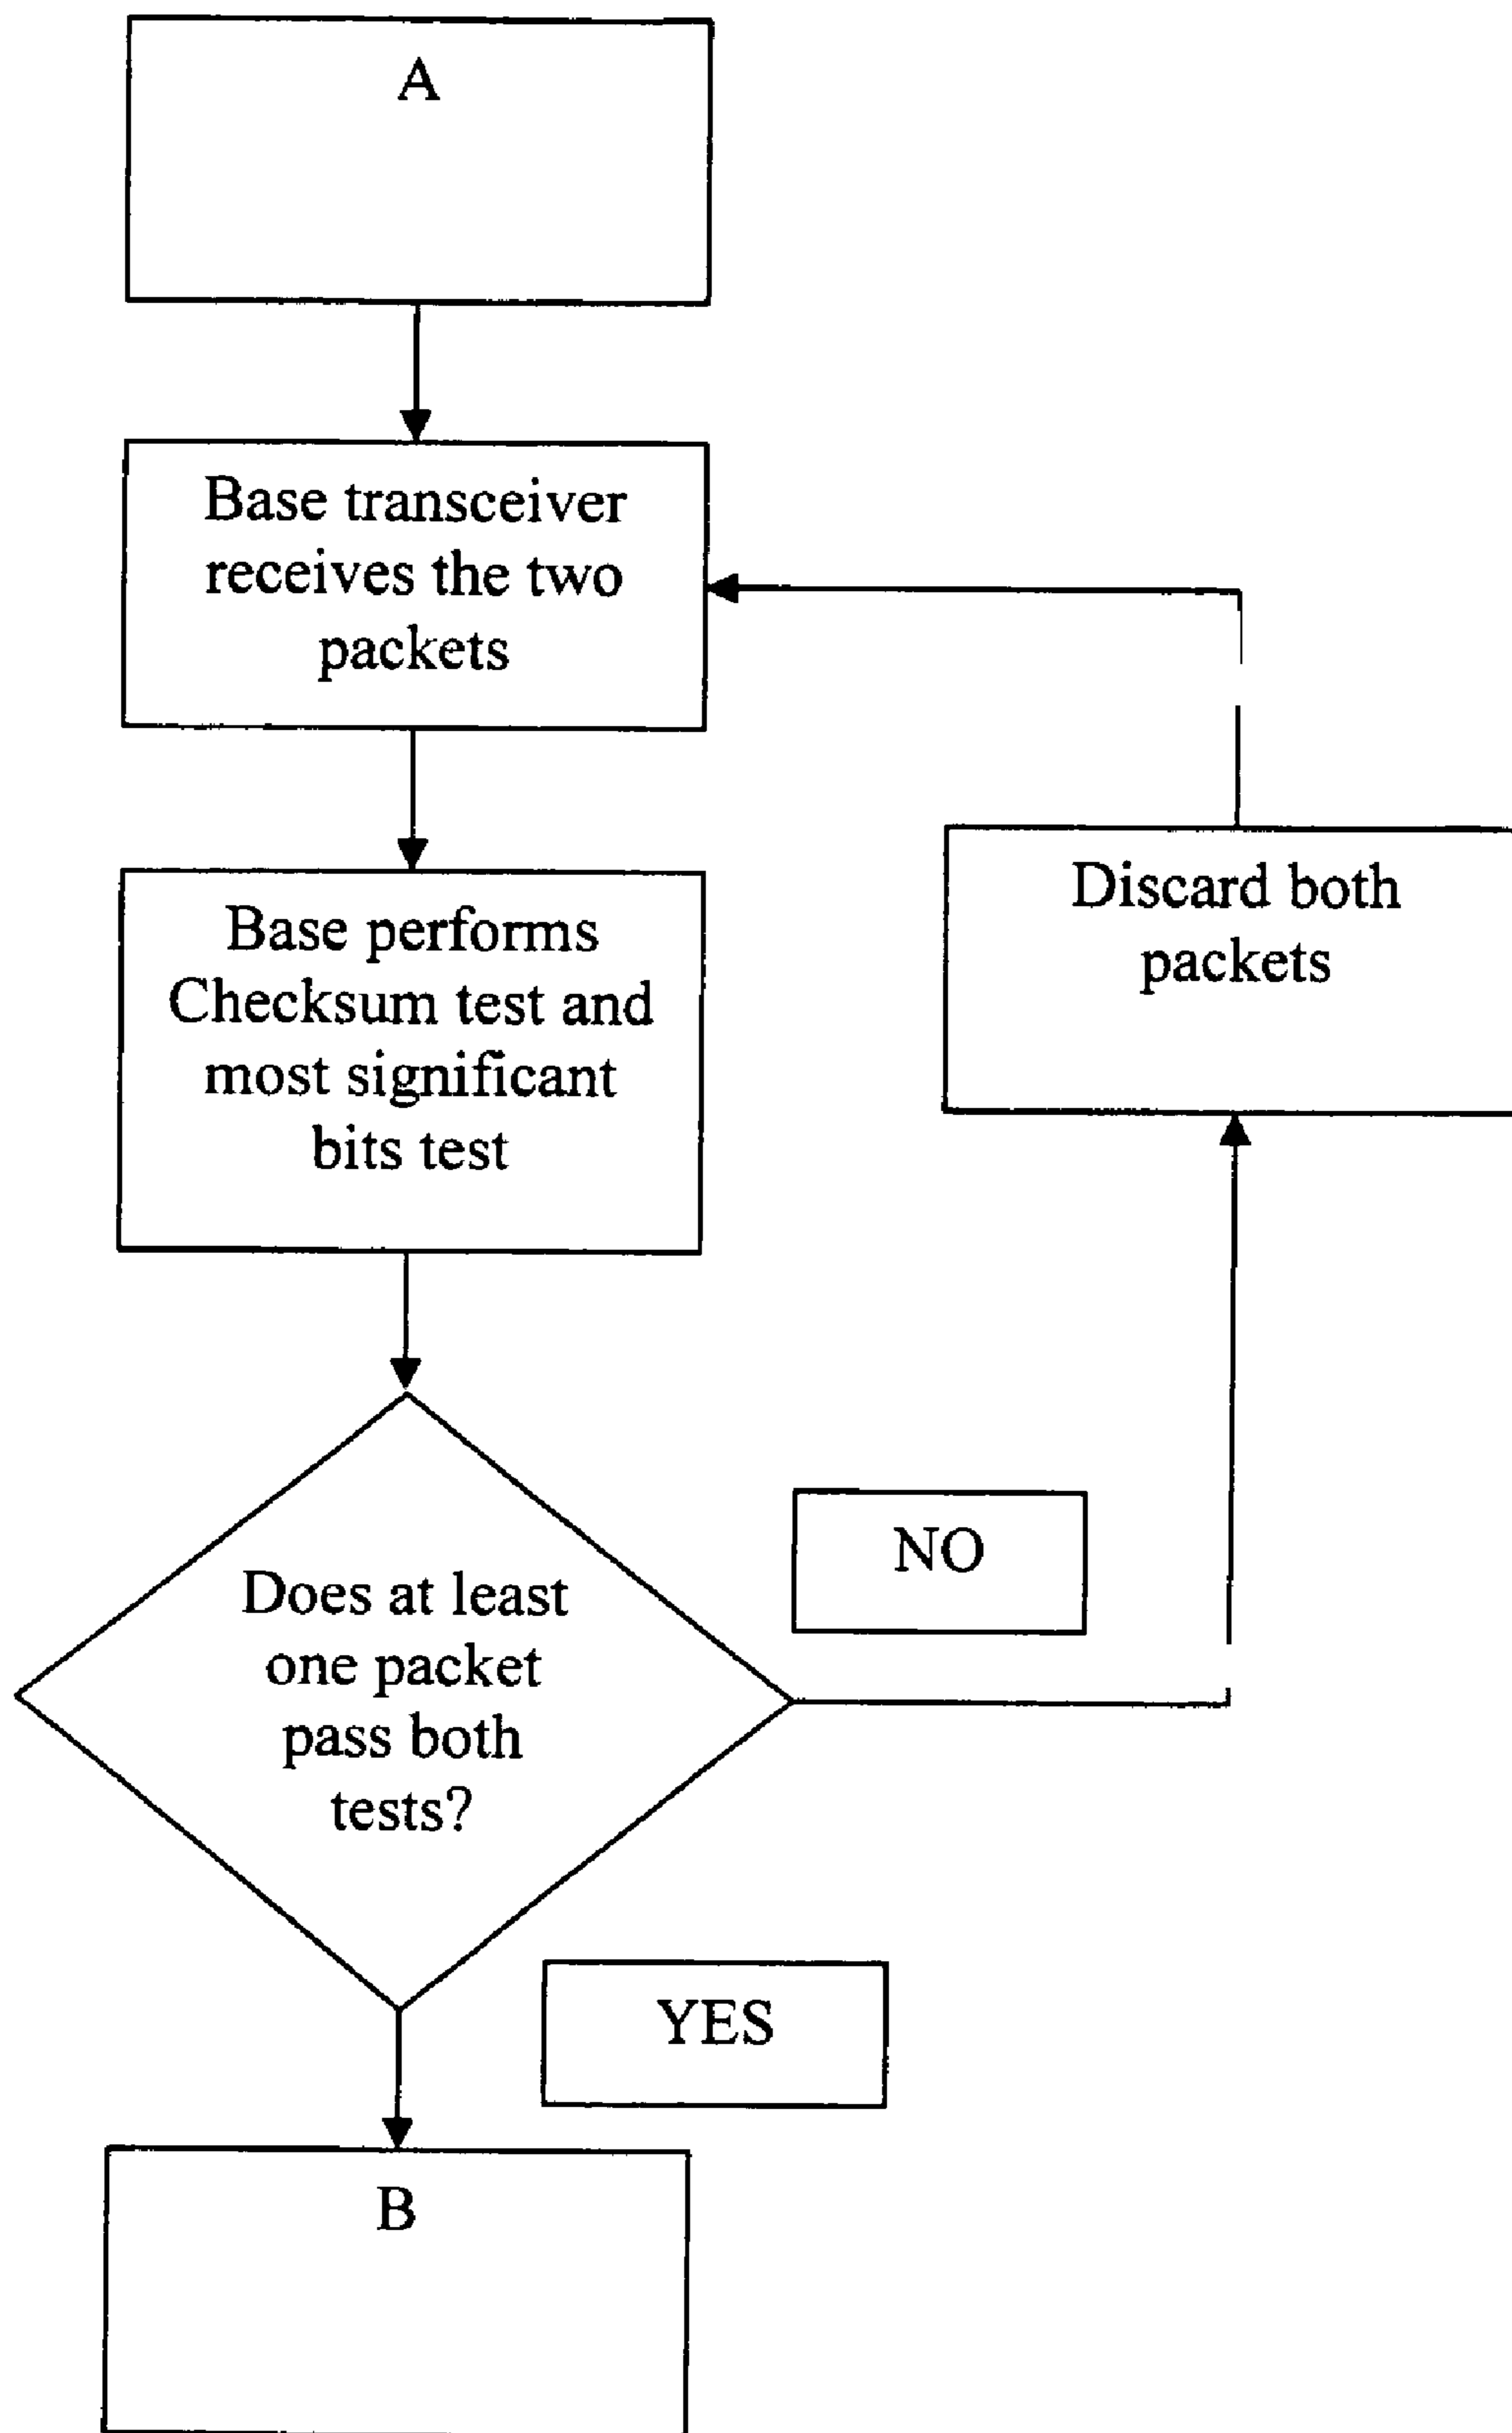 A
Base transceiver
receives the two
packets
Discard both
packets
Base performs
Checksum test and
most significant
bits test
NO
Does at least
one packet
pass both
tests?
YES
B